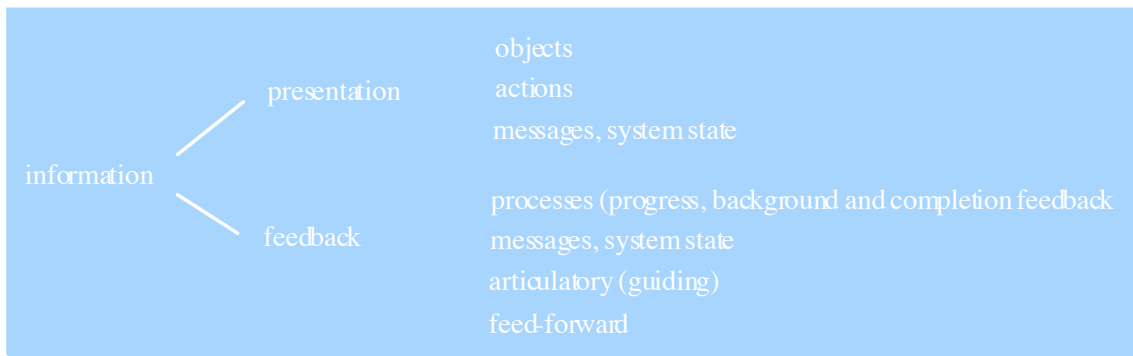 information
presentation
objects
actions
messages, system state
feedback
processes (progress, background and completion feedback
messages, system state
articulatory (guiding)
feed-forward